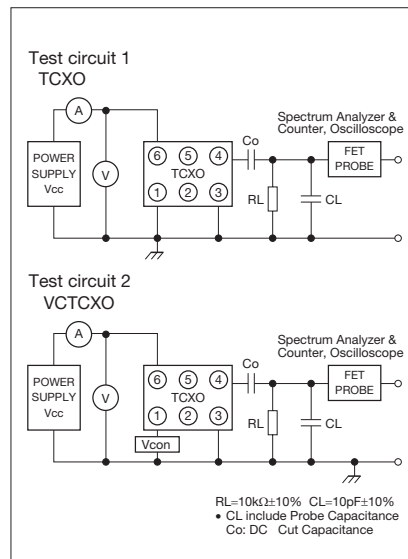 Test circuit 1
TCXO
A
Spectrum Analyzer &
Counter, Oscilloscope
Co
POWER
SUPPLY
Vcc
V
6 5 4
TCXO
1 2 3
RL
CL
FET
PROBE
Test circuit 2
VCTCXO
A
Spectrum Analyzer &
Counter, Oscilloscope
Co
POWER
SUPPLY
Vcc
V
6 5 4
TCXO
1 2 3
Vcon
RL
CL
FET
PROBE
RL=10kΩ±10% CL=10pF±10%
• CL include Probe Capacitance
Co: DC Cut Capacitance